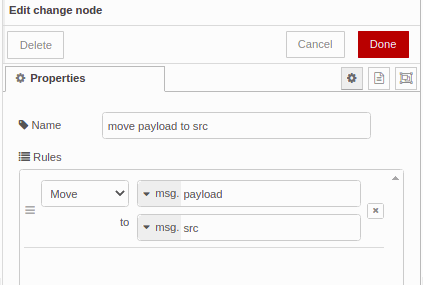 Edit change node
Delete
Cancel
Done
Properties
Name
move payload to src
Rules
Move
msg. payload
to
msg. src